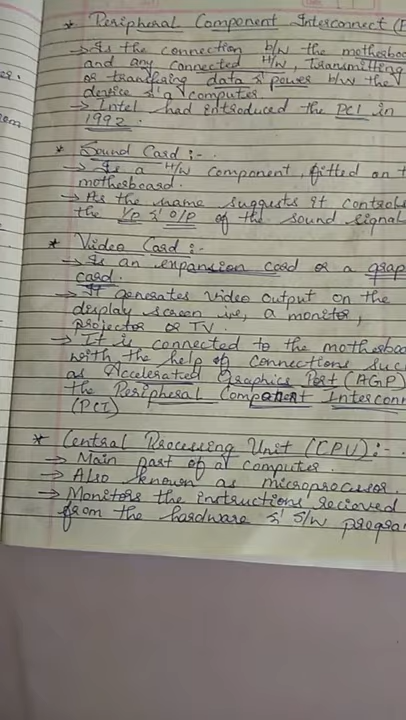 * Peripheral Component Interconnect (P
→ Is the connection b/w the motherboa
and any connected H/W, Transmitting
or transfering data & power b/w the
device & a computer.
→ Intel had introduced the PCI in
1992.
* Sound Card :-
→ Is a H/W component, fitted on t
motherboard.
→ As the name suggests it controls
the I/P & O/P of the sound signal
* Video Card :-
→ Is an expansion card or a grap
card.
→ It generates video output on the
display screen i.e, a monitor,
projector or TV.
→ It is connected to the motherboa
with the help of connections suc
as Accelerated Graphics Port (AGP)
the Peripheral Component Interconn
(PCI)
* Central Processing Unit (CPU) :-
→ Main part of a computer.
→ Also known as microprocessor.
→ Monitors the instructions recieved
from the hardware & S/W progra